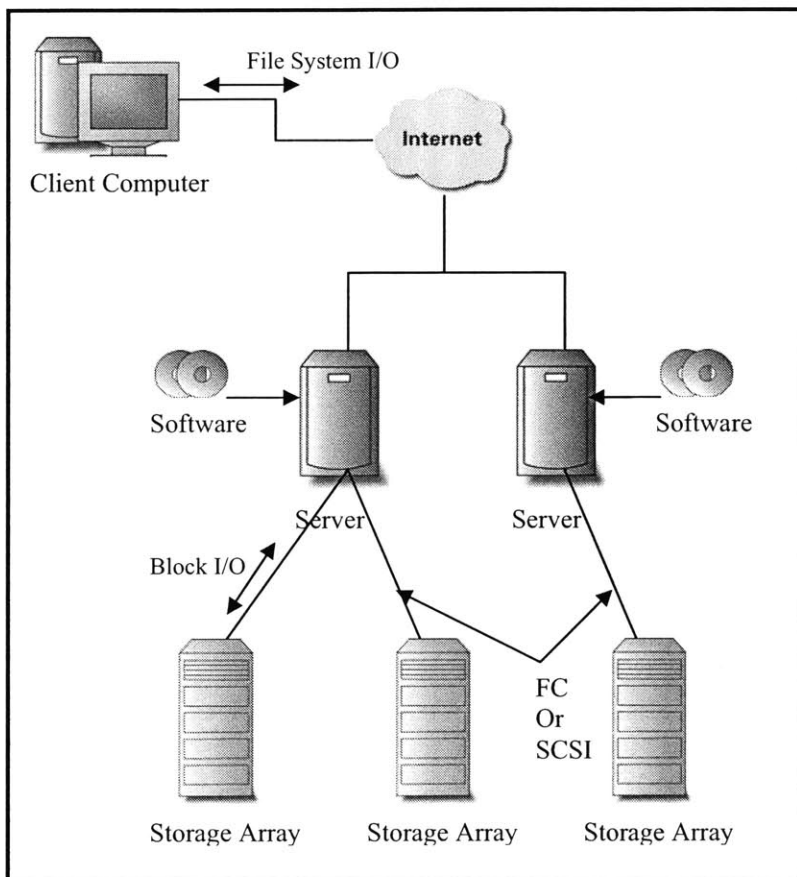 File System I/O
Internet
Client Computer
Software
Software
Server
Server
Block I/O
FC
Or
SCSI
Storage Array
Storage Array
Storage Array